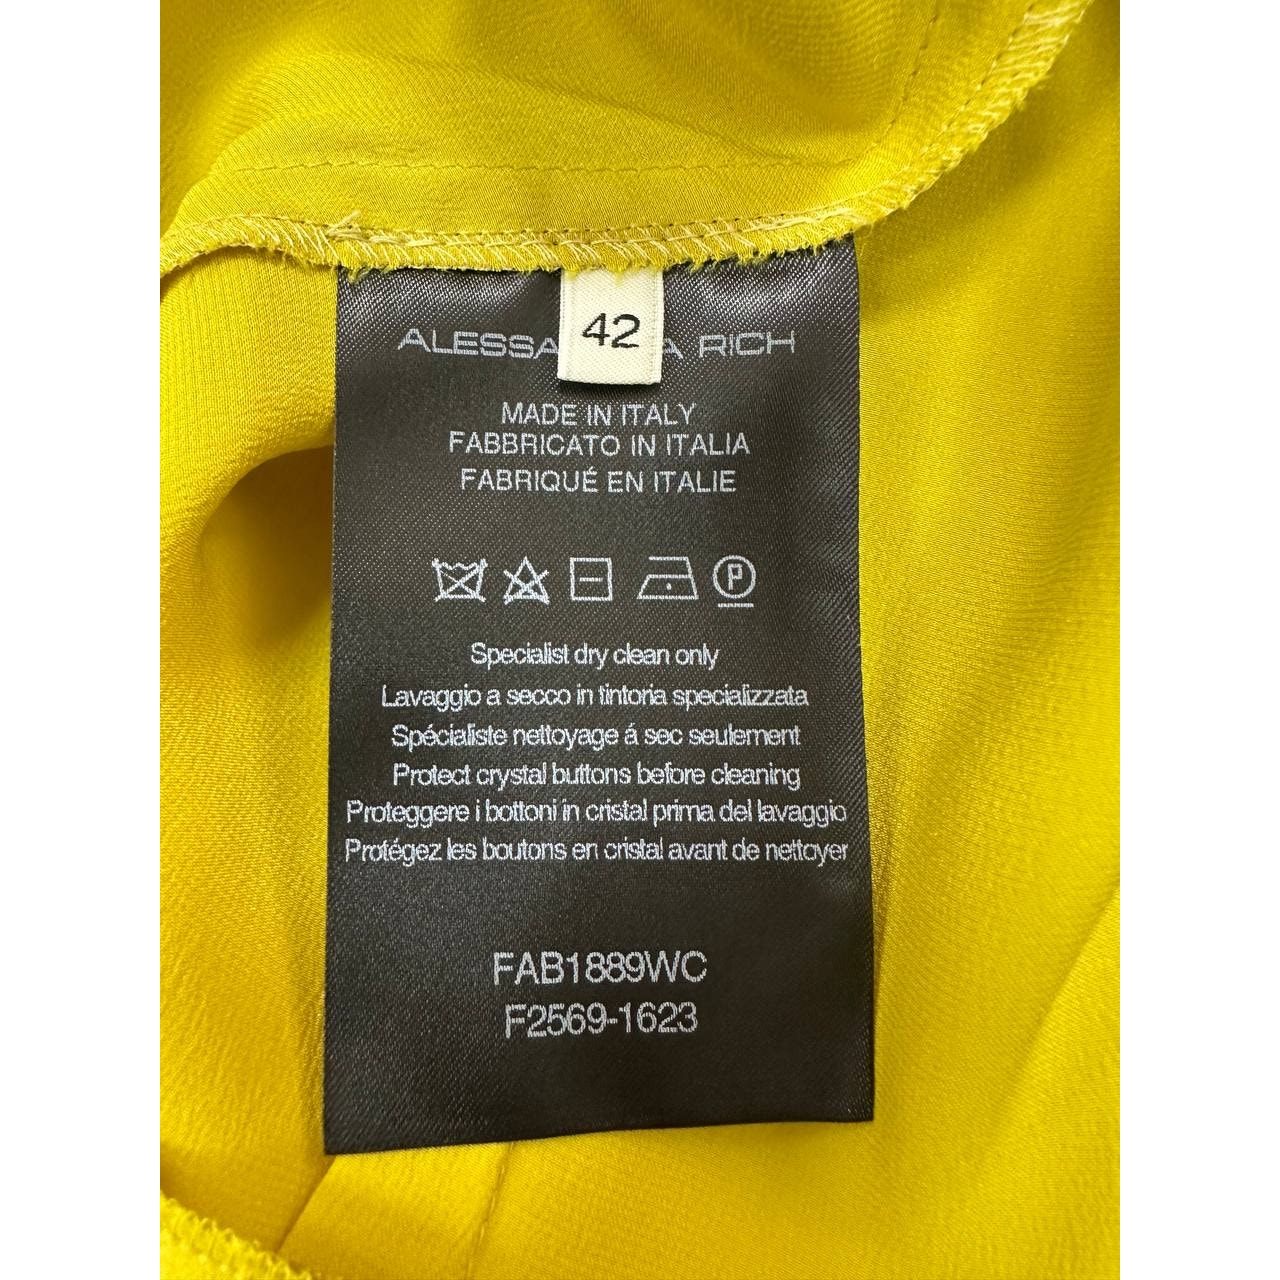 ALESSA A RICH
42
MADE IN ITALY
FABBRICATO IN ITALIA
FABRIQUÉ EN ITALIE
P
Specialist dry clean only
Lavaggio a secco in tintoria specializzata
Spécialiste nettoyage á sec seulement
Protect crystal buttons before cleaning
Proteggere i bottoni in cristal prima del lavaggio
Protégez les boutons en cristal avant de nettoyer
FAB1889WC
F2569-1623